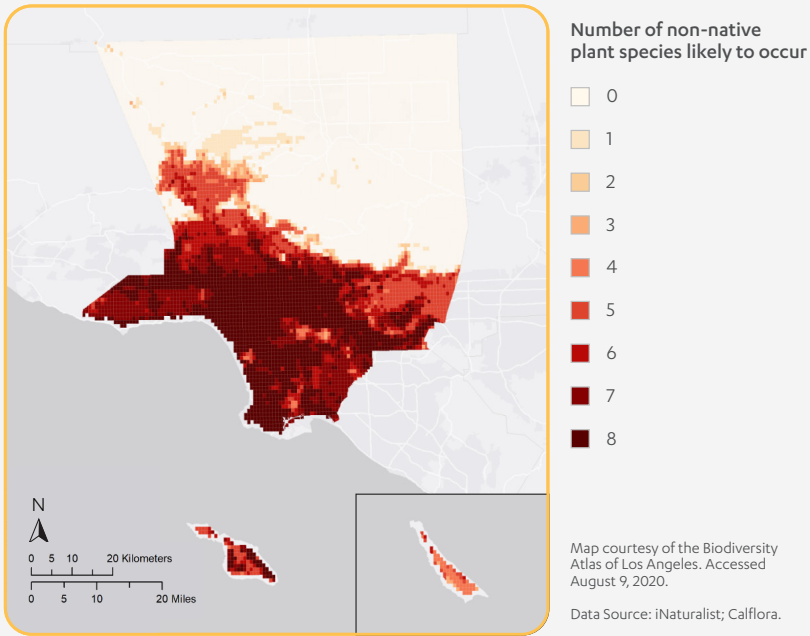 Number of non-native
plant species likely to occur
0
1
2
3
4
5
6
7
8
N
0 5 10 20 Kilometers
0 5 10 20 Miles
Map courtesy of the Biodiversity
Atlas of Los Angeles. Accessed
August 9, 2020.
Data Source: iNaturalist; Calflora.